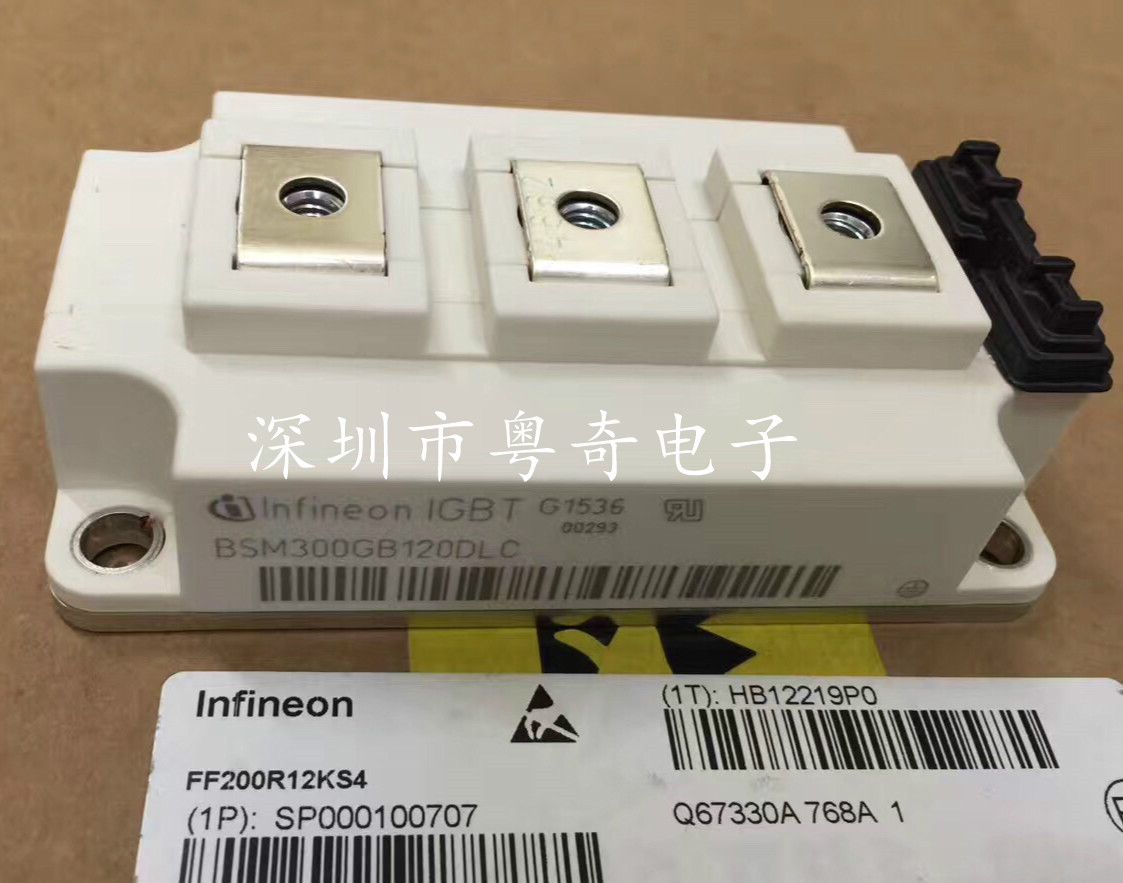 深圳市粤奇电子
Infineon IGBT G1536
00293
BSM300GB120DLC
Infineon
(1T): HB12219P0
FF200R12KS4
(1P): SP000100707
Q67330A 768A 1